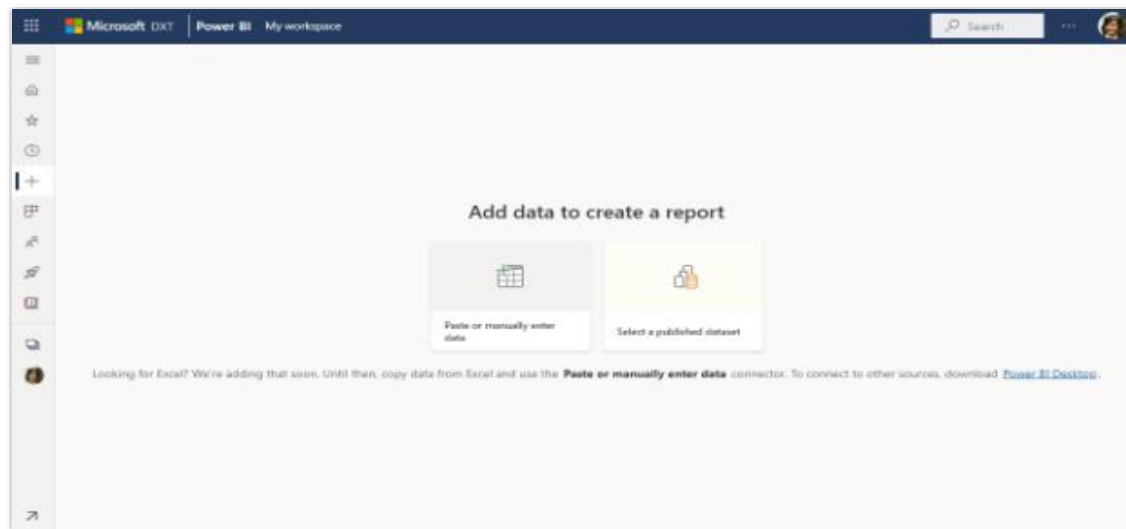 Microsoft DXT Power BI My workspace Search
Add data to create a report
Paste or manually enter
data
Select a published dataset
Looking for Excel? We're adding that soon. Until then, copy data from Excel and use the Paste or manually enter data connector. To connect to other sources, download Power BI Desktop.